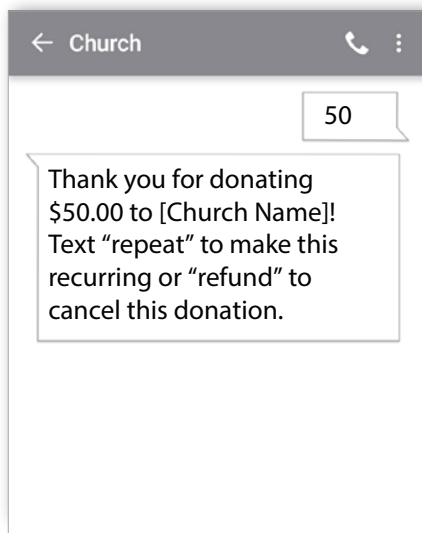 Church
50
Thank you for donating
$50.00 to [Church Name]!
Text “repeat” to make this
recurring or “refund” to
cancel this donation.